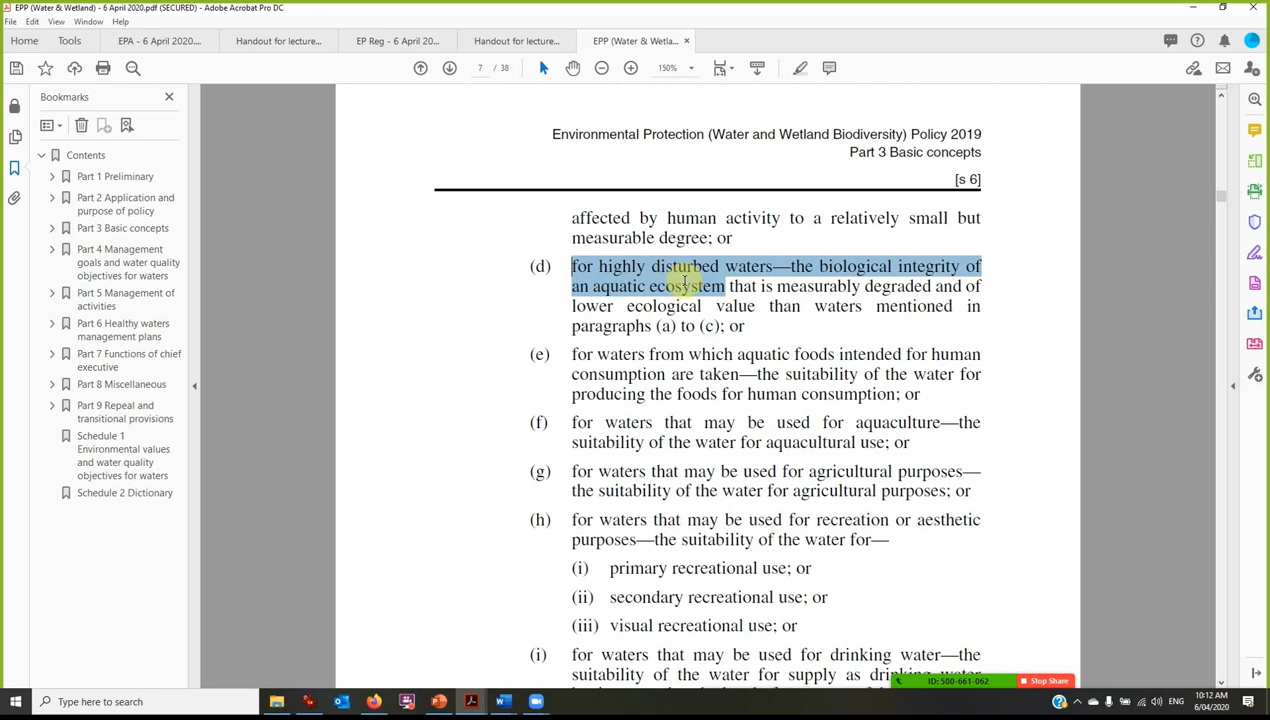 EPP (Water & Wetland) - 6 April 2020.pdf (SECURED) - Adobe Acrobat Pro DC
File Edit View Window Help
Home Tools EPA - 6 April 2020.... Handout for lecture... EP Reg - 6 April 20... Handout for lecture... EPP (Water & Wetla... ×
7 / 38 150%
Bookmarks
Contents
Part 1 Preliminary
Part 2 Application and
purpose of policy
Part 3 Basic concepts
Part 4 Management
goals and water quality
objectives for waters
Part 5 Management of
activities
Part 6 Healthy waters
management plans
Part 7 Functions of chief
executive
Part 8 Miscellaneous
Part 9 Repeal and
transitional provisions
Schedule 1
Environmental values
and water quality
objectives for waters
Schedule 2 Dictionary
Environmental Protection (Water and Wetland Biodiversity) Policy 2019
Part 3 Basic concepts
[s 6]
affected by human activity to a relatively small but
measurable degree; or
(d) for highly disturbed waters—the biological integrity of
an aquatic ecosystem that is measurably degraded and of
lower ecological value than waters mentioned in
paragraphs (a) to (c); or
(e) for waters from which aquatic foods intended for human
consumption are taken—the suitability of the water for
producing the foods for human consumption; or
(f) for waters that may be used for aquaculture—the
suitability of the water for aquacultural use; or
(g) for waters that may be used for agricultural purposes—
the suitability of the water for agricultural purposes; or
(h) for waters that may be used for recreation or aesthetic
purposes—the suitability of the water for—
(i) primary recreational use; or
(ii) secondary recreational use; or
(iii) visual recreational use; or
(i) for waters that may be used for drinking water—the
suitability of the water for supply as drinking water
ID: 500-661-062 Stop Share
Type here to search
ENG
10:12 AM
6/04/2020